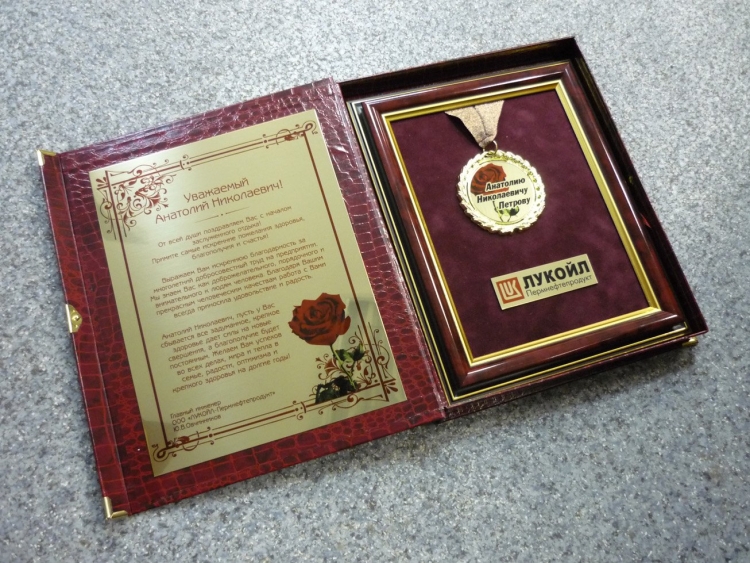 Уважаемый
Анатолий Николаевич!
От всей души поздравляем Вас с началом
заслуженного отдыха!
Примите самые искренние пожелания здоровья,
благополучия и счастья!
Выражаем Вам искреннюю благодарность за
многолетний добросовестный труд на предприятии.
Мы знаем Вас, как доброжелательного, порядочного и
внимательного к людям человека. Благодаря Вашим
прекрасным человеческим качествам работа с Вами
всегда приносила удовольствие и радость.
Анатолий Николаевич, пусть у Вас
сбывается все задуманное, крепкое
здоровье дает силы на новые
свершения, а благополучие будет
постоянным. Желаем Вам успехов
во всех делах, мира и тепла в
семье, радости, оптимизма и
крепкого здоровья на долгие годы!
Главный инженер
ООО «ЛУКОЙЛ-Пермнефтепродукт»
Ю.В.Овчинников
Анатолию
Николаевичу
Петрову
ЛУКОЙЛ
Пермнефтепродукт